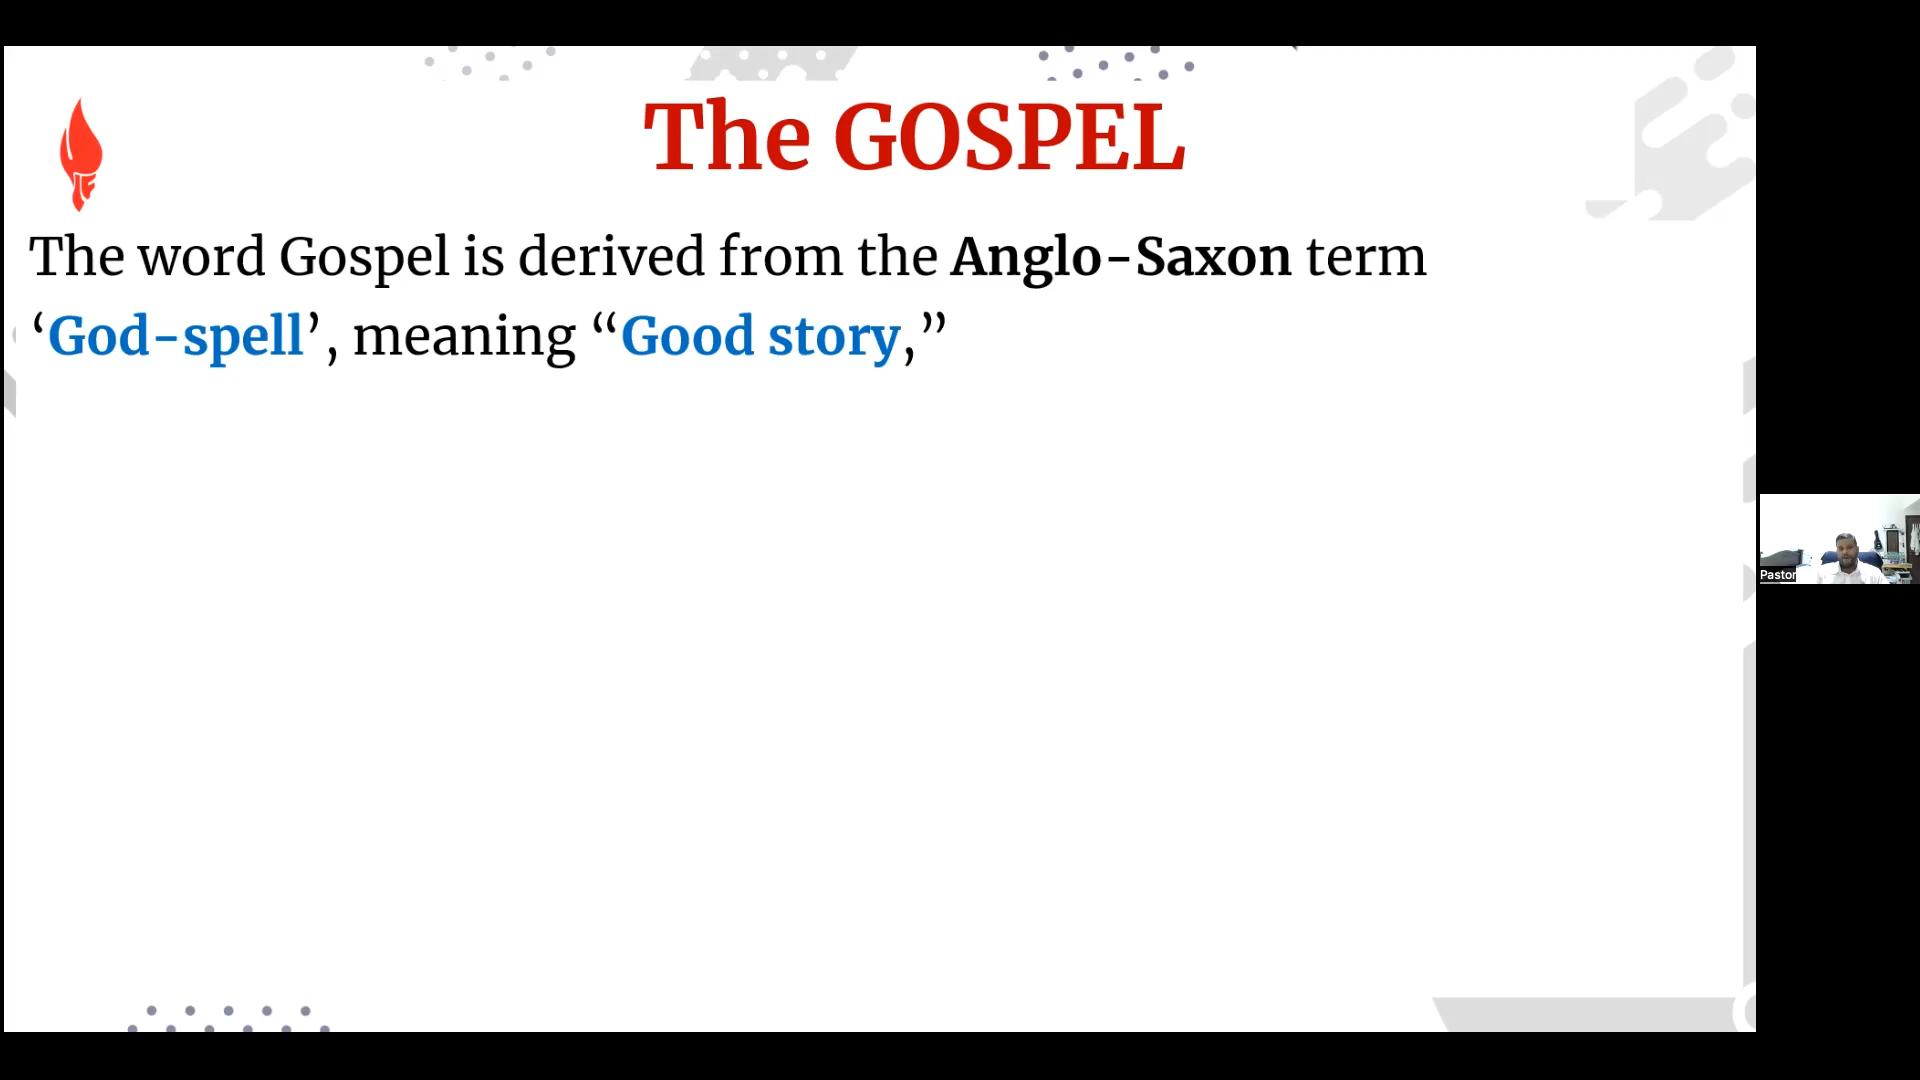 The GOSPEL
The word Gospel is derived from the Anglo-Saxon term
‘God-spell’, meaning “Good story,”
Pastor